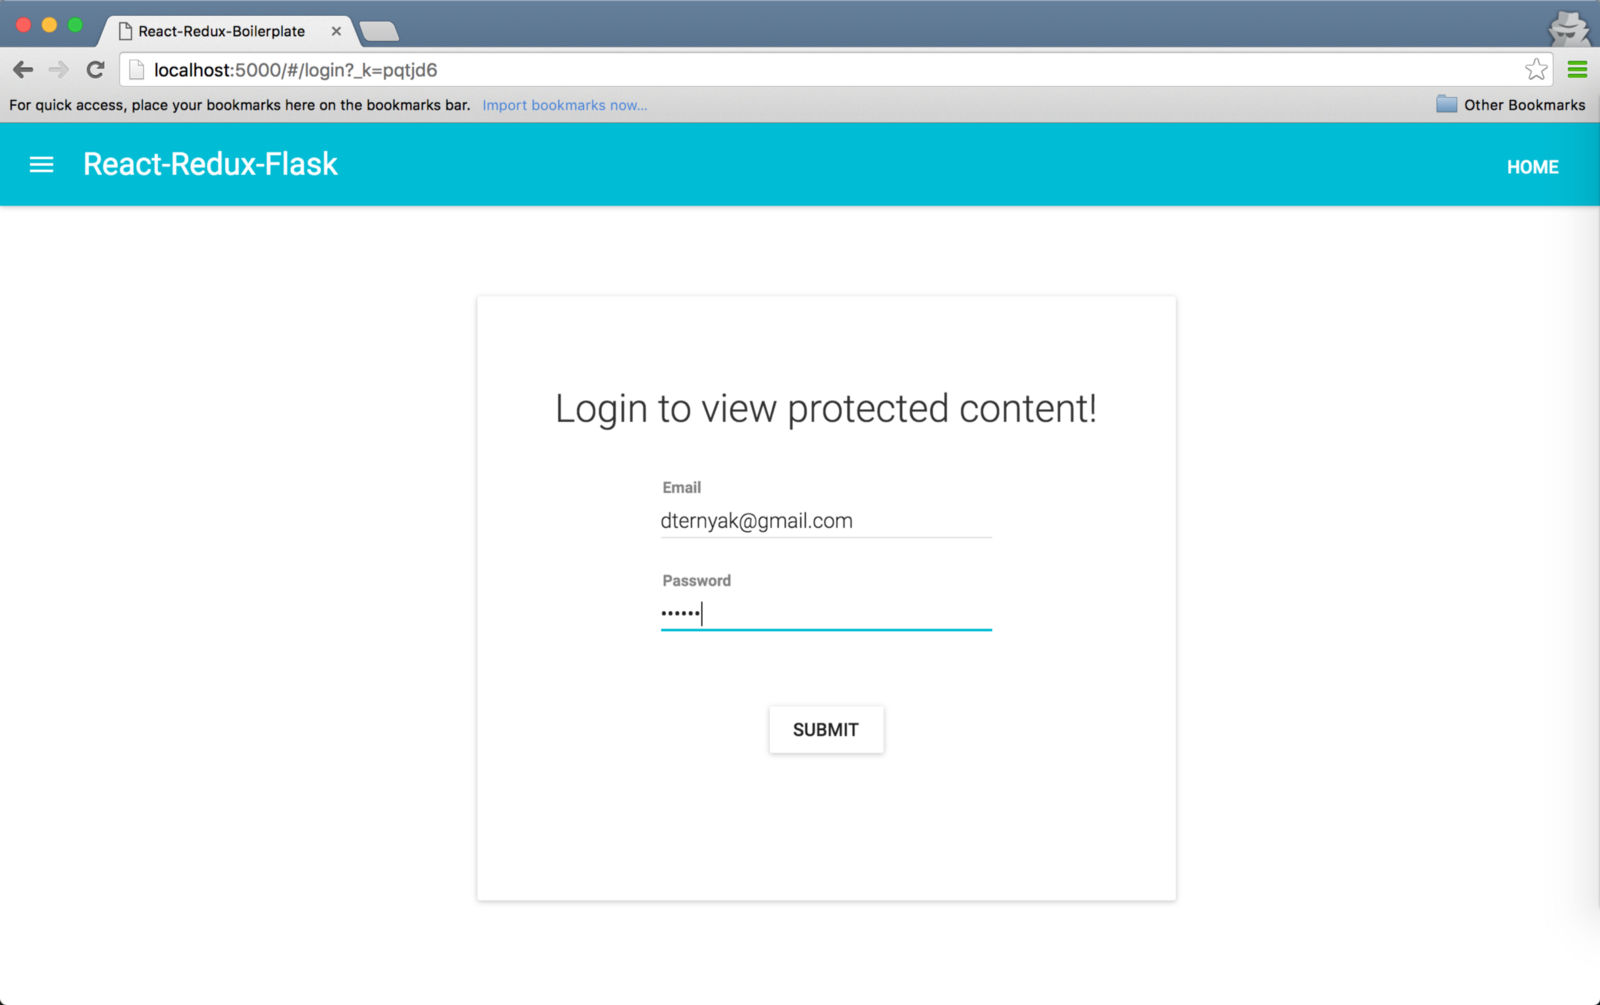 React-Redux-Boilerplate
localhost:5000/#/login?_k=pqtjd6
For quick access, place your bookmarks here on the bookmarks bar. Import bookmarks now... Other Bookmarks
React-Redux-Flask HOME
Login to view protected content!
Email
dternyak@gmail.com
Password
••••••
SUBMIT